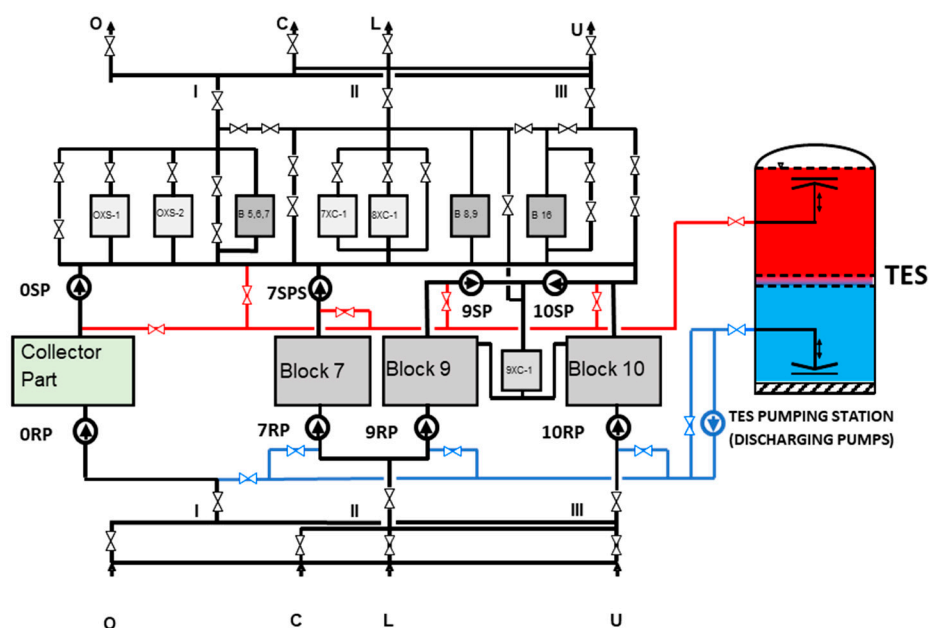 O
C
L
U
I
II
III
OXS-1
OXS-2
B 5,6,7
7XC-1
8XC-1
B 8,9
B 16
TES
0SP
7SPS
9SP
10SP
Collector
Part
Block 7
Block 9
9XC-1
Block 10
TES PUMPING STATION
(DISCHARGING PUMPS)
0RP
7RP
9RP
10RP
I
II
III
O
C
L
U